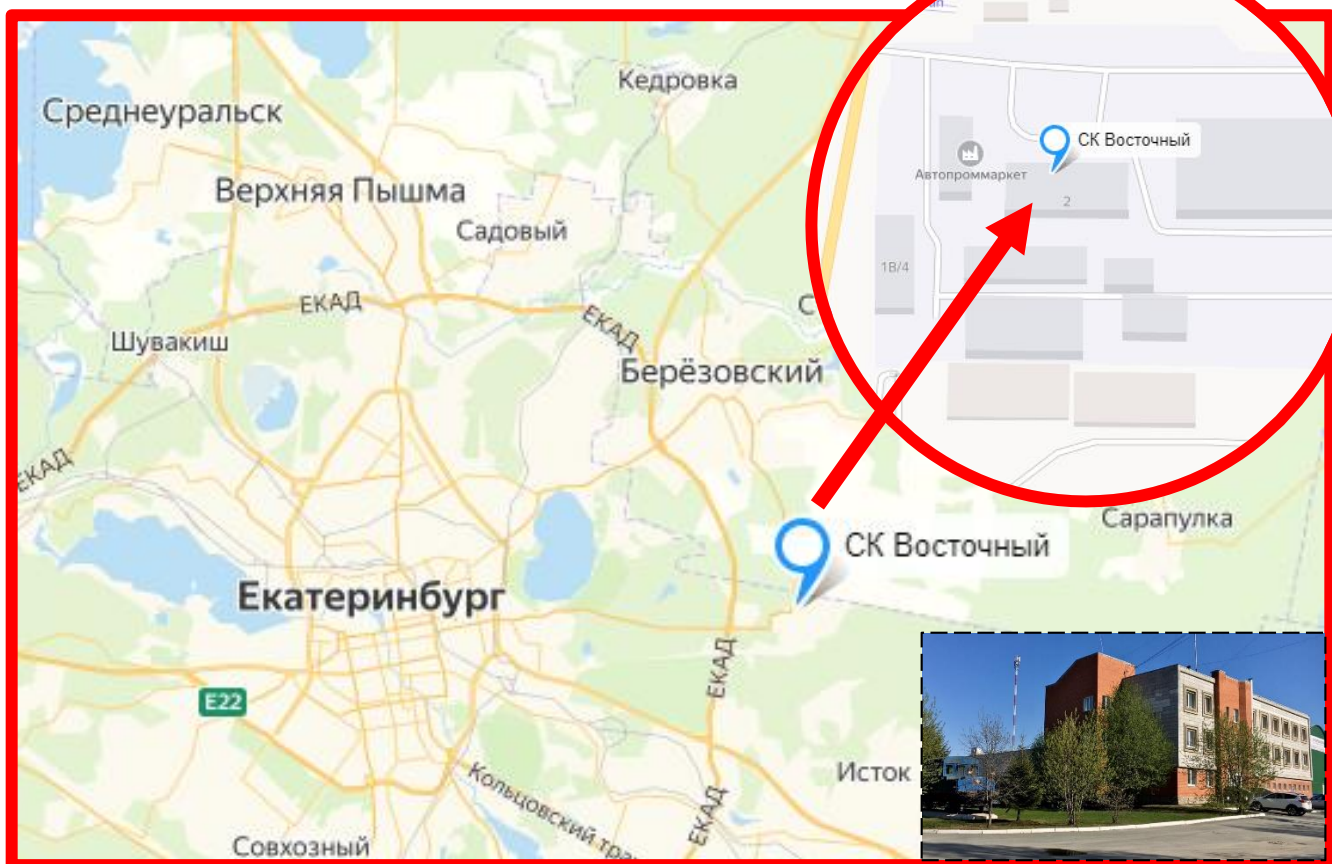 Кедровка
Среднеуральск
СК Восточный
Автопроммаркет
2
Верхняя Пышма
Садовый
1В/4
ЕКАД
ЕКАД
Шувакиш
Берёзовский
ЕКАД
Сарапулка
СК Восточный
Екатеринбург
ЕКАД
E22
Исток
Кольцовский
ЕКАД
Совхозный